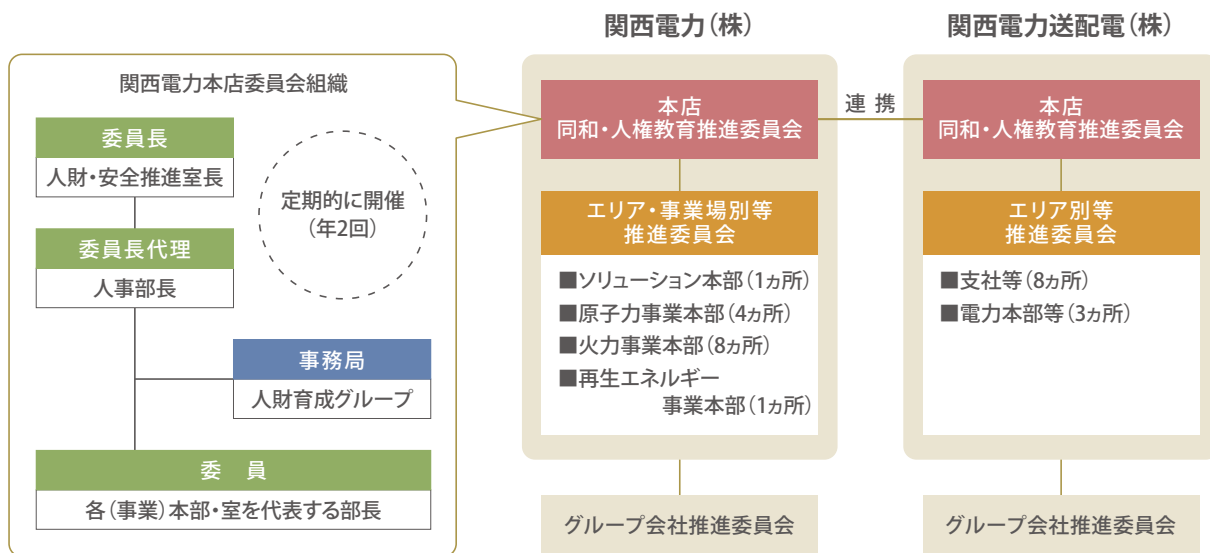 関西電力本店委員会組織
委員長
人財・安全推進室長
委員長代理
人事部長
定期的に開催
（年2回）
事務局
人財育成グループ
委　員
各（事業）本部・室を代表する部長
関西電力（株）
本店
同和・人権教育推進委員会
エリア・事業場別等
推進委員会
■ソリューション本部（1ヵ所）
■原子力事業本部（4ヵ所）
■火力事業本部（8ヵ所）
■再生エネルギー
事業本部（1ヵ所）
グループ会社推進委員会
連 携
関西電力送配電（株）
本店
同和・人権教育推進委員会
エリア別等
推進委員会
■支社等（8ヵ所）
■電力本部等（3ヵ所）
グループ会社推進委員会